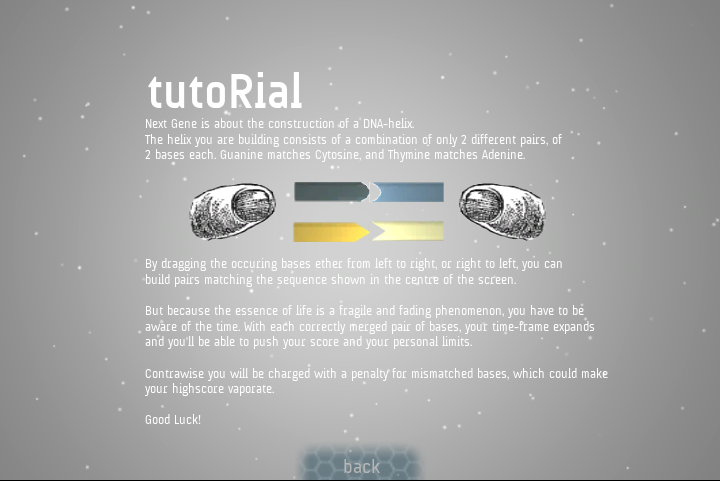 tutoRial
Next Gene is about the construction of a DNA-helix.
The helix you are building consists of a combination of only 2 different pairs, of
2 bases each. Guanine matches Cytosine, and Thymine matches Adenine.
By dragging the occuring bases ether from left to right, or right to left, you can
build pairs matching the sequence shown in the centre of the screen.
But because the essence of life is a fragile and fading phenomenon, you have to be
aware of the time. With each correctly merged pair of bases, your time-frame expands
and you'll be able to push your score and your personal limits.
Contrawise you will be charged with a penalty for mismatched bases, which could make
your highscore vaporate.
Good Luck!
back